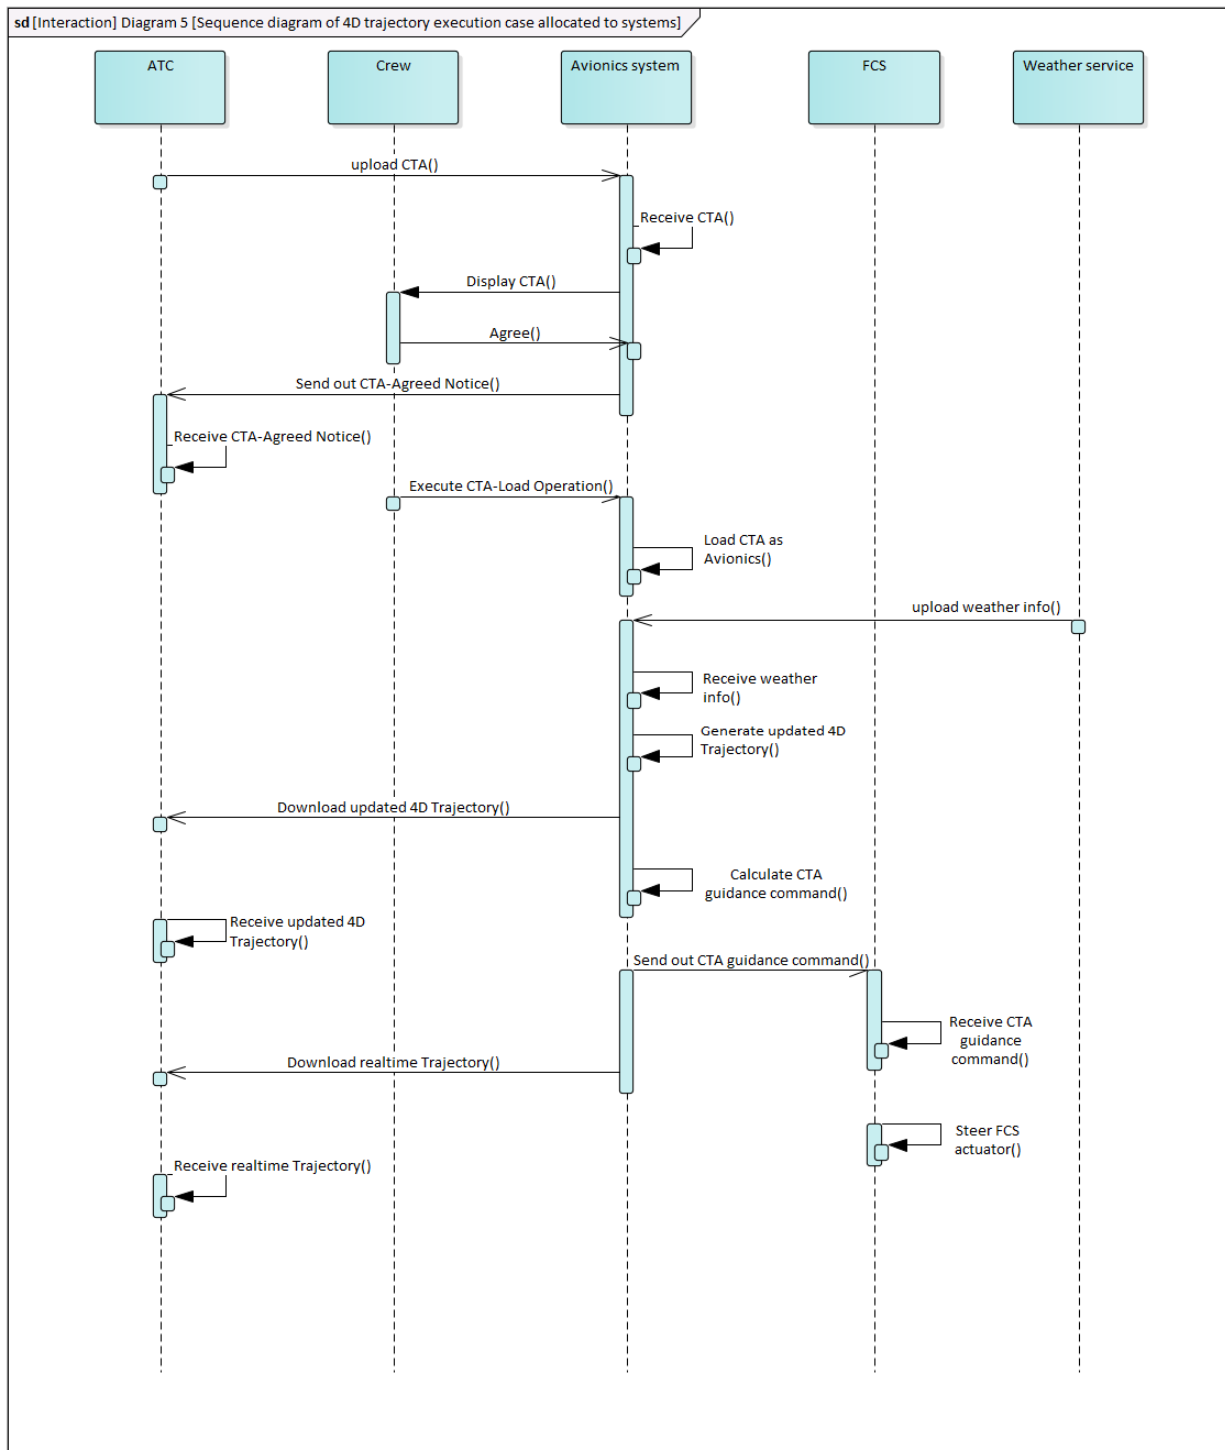 sd [Interaction] Diagram 5 [Sequence diagram of 4D trajectory execution case allocated to systems]
ATC
Crew
Avionics system
FCS
Weather service
upload CTA()
Receive CTA()
Display CTA()
Agree()
Send out CTA-Agreed Notice()
Receive CTA-Agreed Notice()
Execute CTA-Load Operation()
Load CTA as
Avionics()
upload weather info()
Receive weather
info()
Generate updated 4D
Trajectory()
Download updated 4D Trajectory()
Calculate CTA
guidance command()
Receive updated 4D
Trajectory()
Send out CTA guidance command()
Receive CTA
guidance
command()
Download realtime Trajectory()
Steer FCS
actuator()
Receive realtime Trajectory()